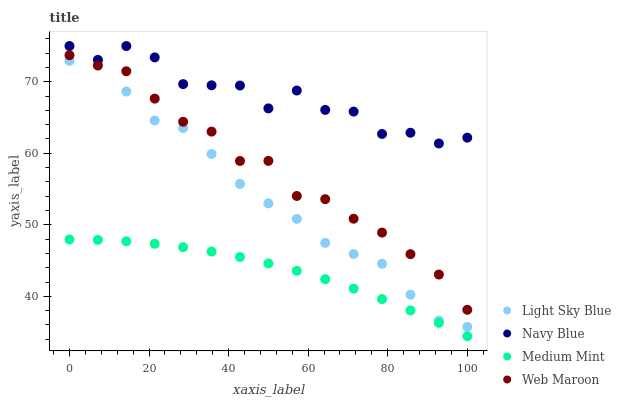 title
yaxis_label
70
60
50
40
0
20
40
60
80
100
xaxis_label
Light Sky Blue
Navy Blue
Medium Mint
Web Maroon